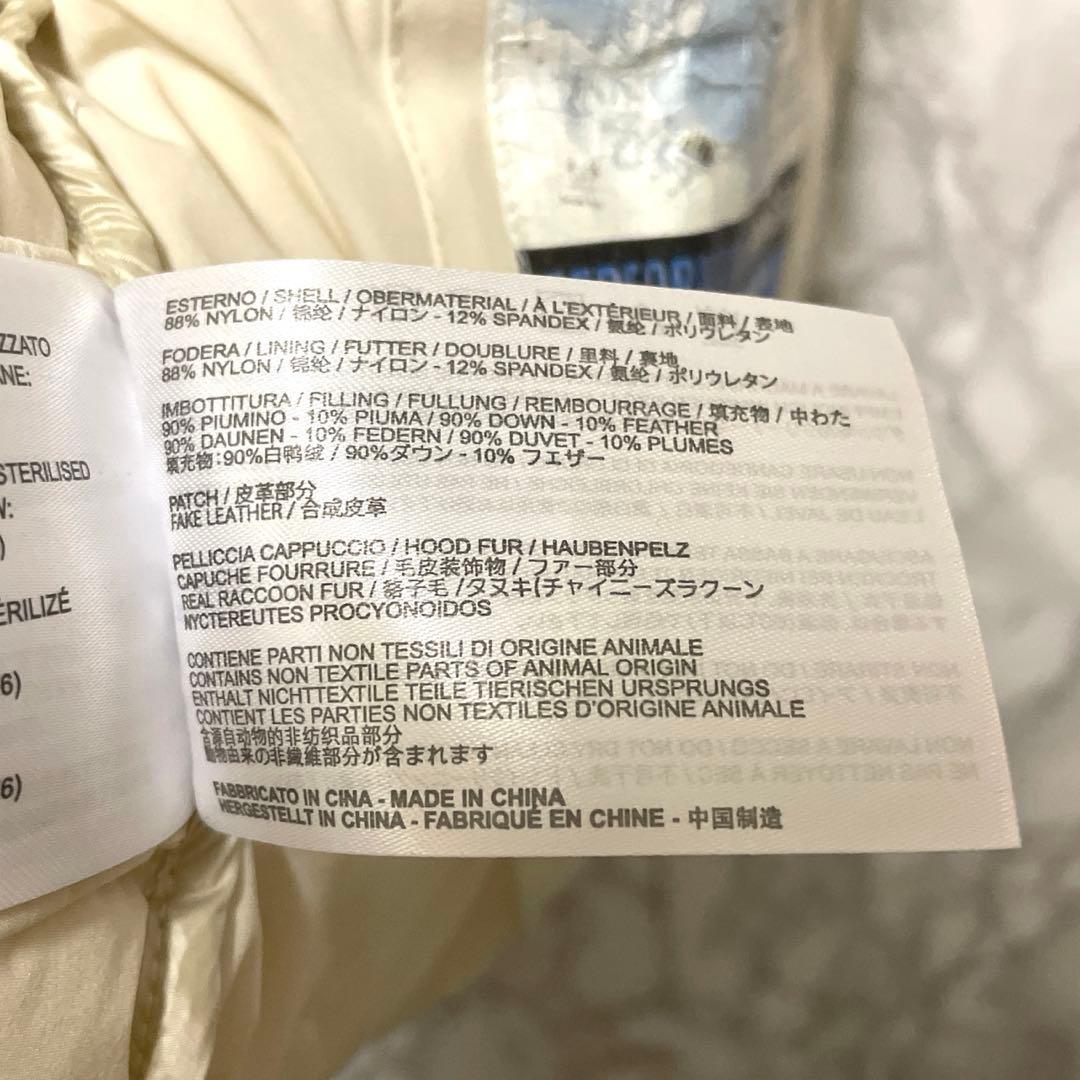 ZZATO
ANE:
STERILISED
N:
)
ÉRILIZÉ
6)
6)
ESTERNO / SHELL / OBERMATERIAL / À L'EXTÉRIEUR / 面料 / 表地
88% NYLON / 锦纶 / ナイロン - 12% SPANDEX / 氨纶 / ポリウレタン
FODERA / LINING / FUTTER / DOUBLURE / 里料 / 裏地
88% NYLON / 锦纶 / ナイロン - 12% SPANDEX / 氨纶 / ポリウレタン
IMBOTTITURA / FILLING / FULLUNG / REMBOURRAGE / 填充物 / 中わた
90% PIUMINO - 10% PIUMA / 90% DOWN - 10% FEATHER
90% DAUNEN - 10% FEDERN / 90% DUVET - 10% PLUMES
填充物:90%白鸭绒 / 90%ダウン - 10% フェザー
PATCH / 皮革部分
FAKE LEATHER / 合成皮革
PELLICCIA CAPPUCCIO / HOOD FUR / HAUBENPELZ
CAPUCHE FOURRURE / 毛皮装饰物 / ファー部分
REAL RACCOON FUR / 貉子毛 /タヌキ(チャイニーズラクーン
NYCTEREUTES PROCYONOIDOS
CONTIENE PARTI NON TESSILI DI ORIGINE ANIMALE
CONTAINS NON TEXTILE PARTS OF ANIMAL ORIGIN
ENTHALT NICHTTEXTILE TEILE TIERISCHEN URSPRUNGS
CONTIENT LES PARTIES NON TEXTILES D'ORIGINE ANIMALE
含源自动物的非纺织品部分
動物由来の非繊維部分が含まれます
FABBRICATO IN CINA - MADE IN CHINA
HERGESTELLT IN CHINA - FABRIQUÉ EN CHINE - 中国制造